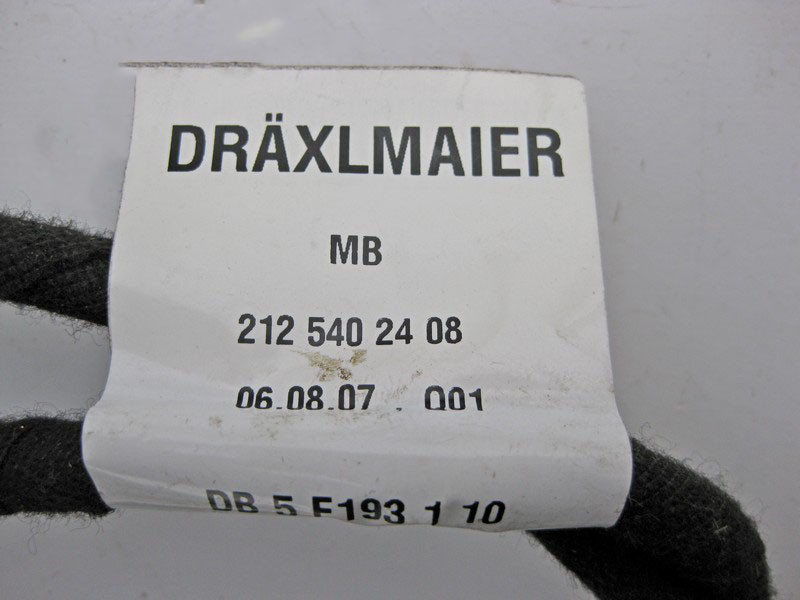 DRÄXLMAIER
MB
212 540 24 08
06.08.07 . Q01
DB 5 F193 1 10